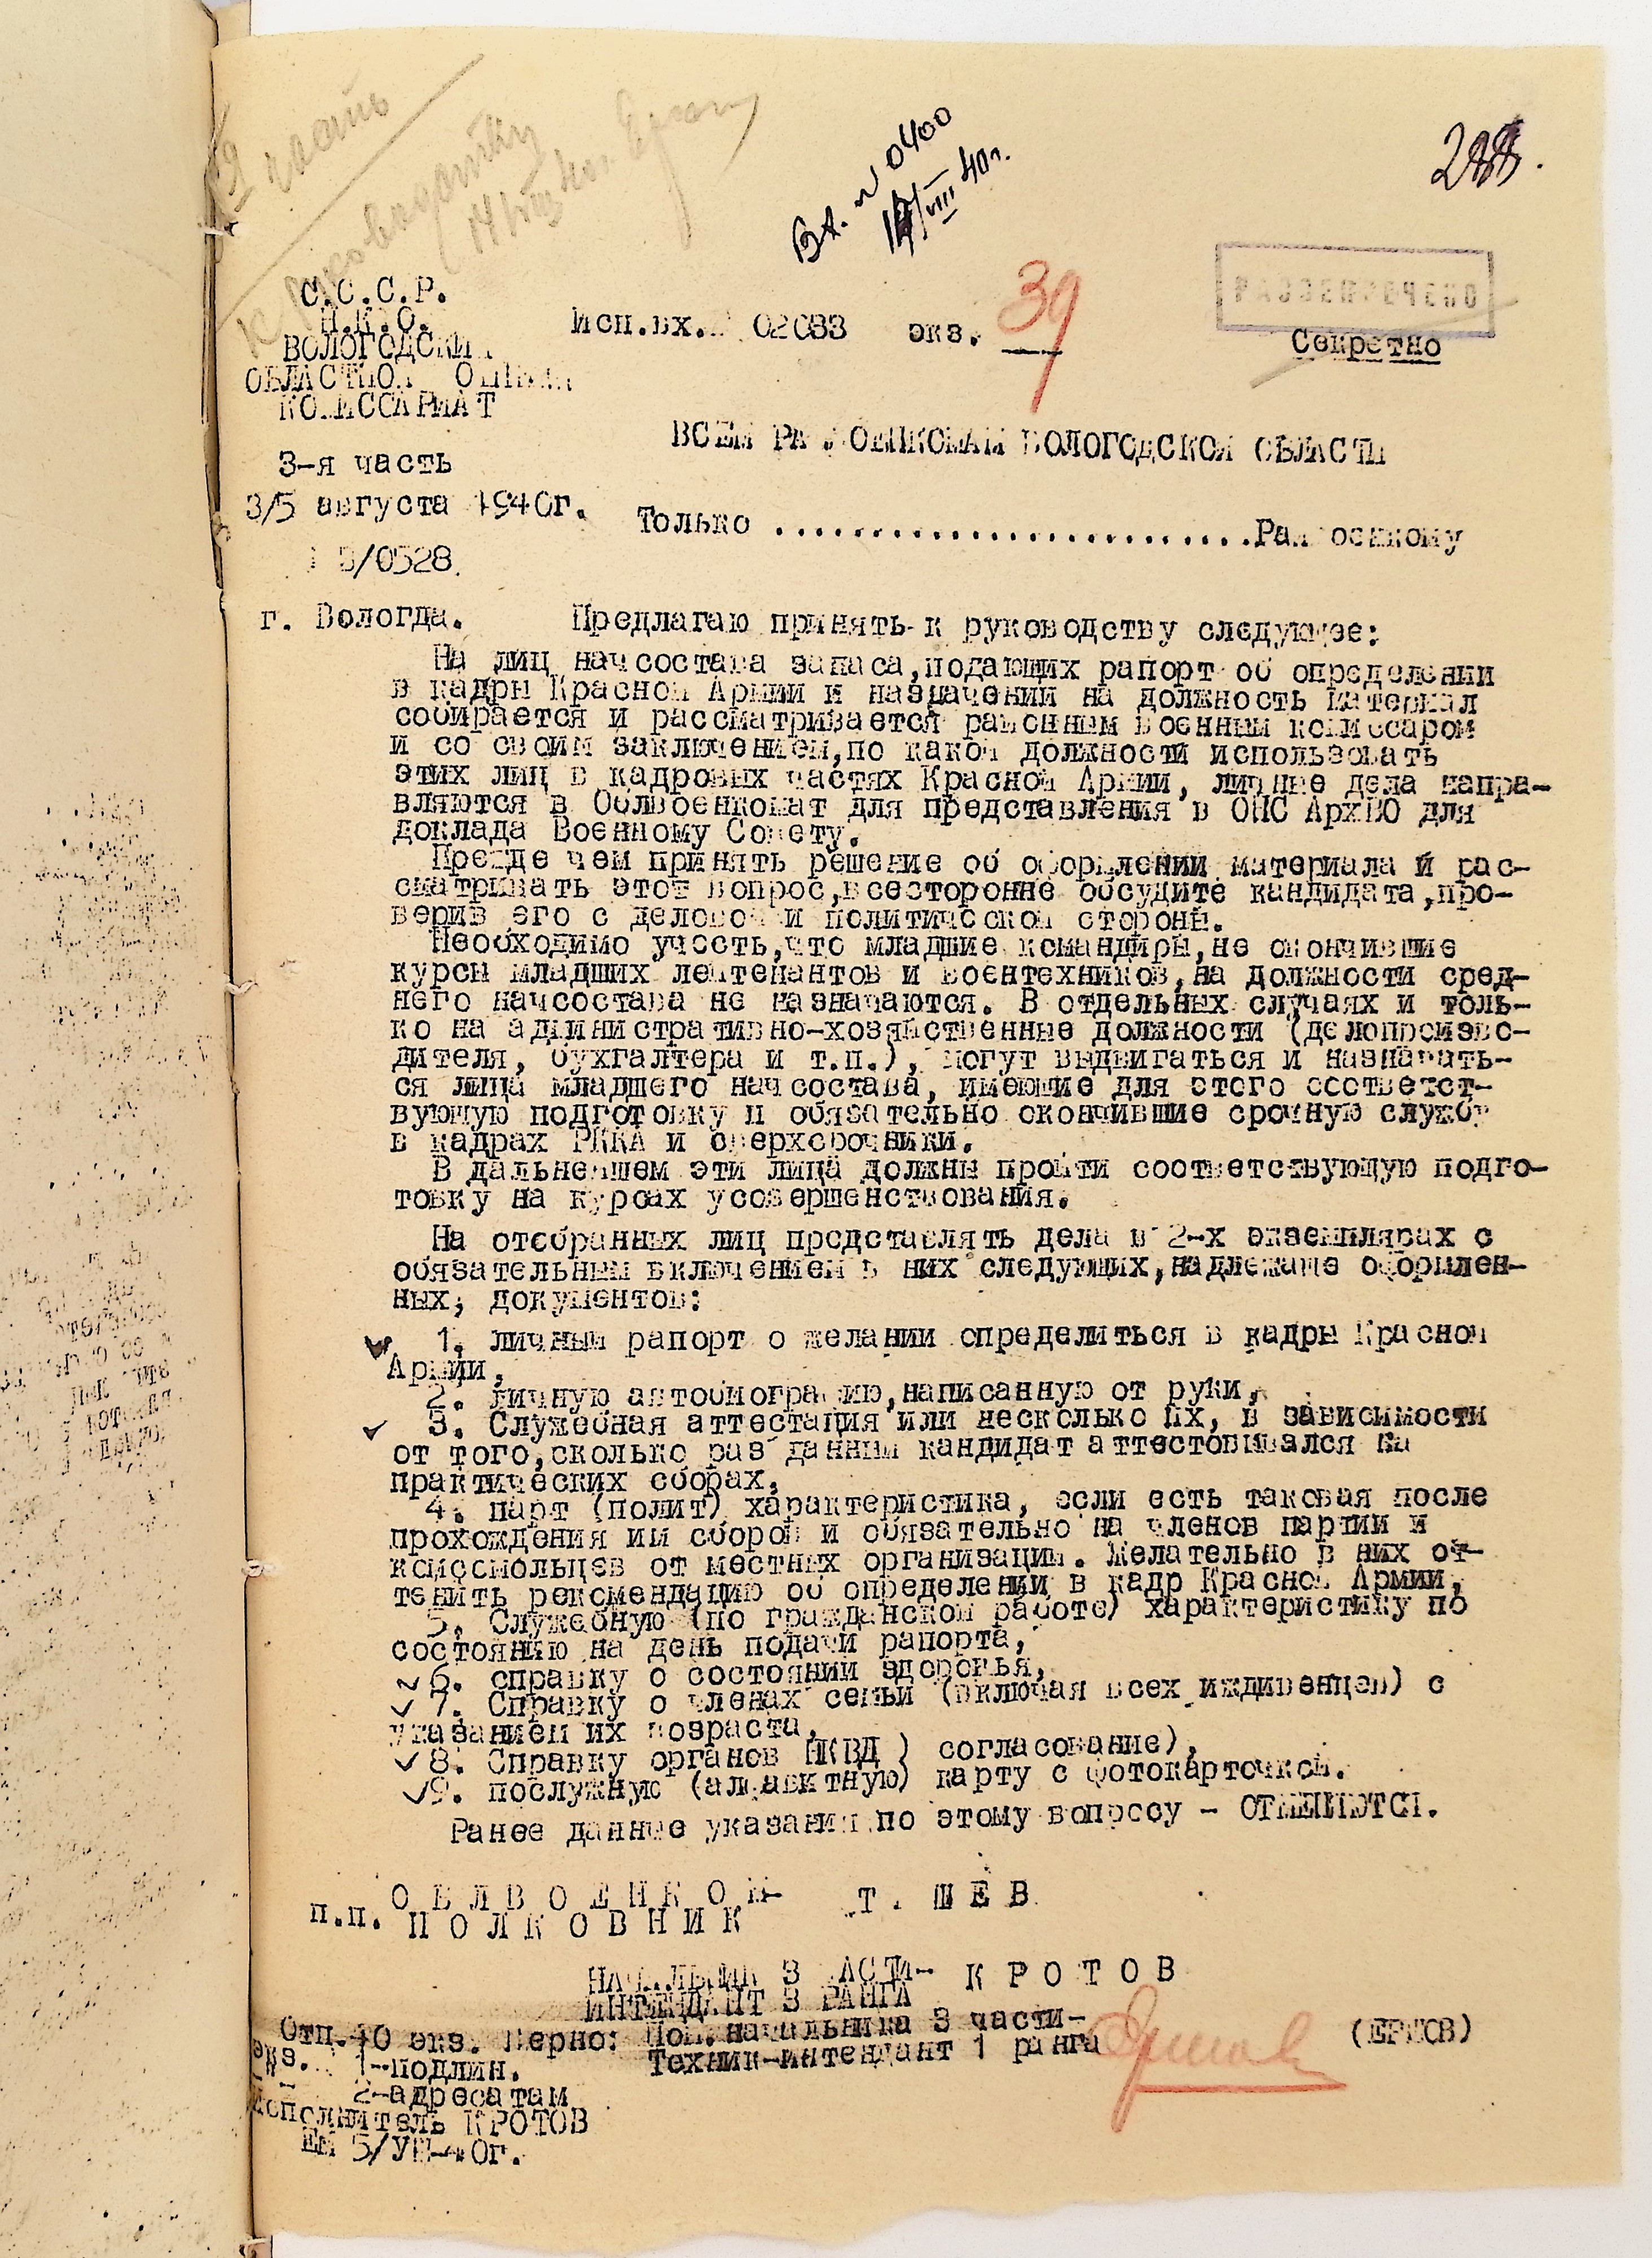 часть
Вх. № 0400
/VIII 40г.
С.С.С.Р.
Н.К.О.
ВОЛОГОДСКИЙ
ОБЛАСТНОЙ
КОМИССАРИАТ
Исп.вх. 02083 экз. 39
Секретно
ВСЕМ РАЙВОЕНКОМАМ ВОЛОГОДСКОЙ ОБЛАСТИ
3-я часть
3/5 августа 1940г.
Только .........................Райвоенкому
5/0528.
г. Вологда. Предлагаю принять к руководству следующее:
На лиц начсостава запаса,подающих рапорт об определении
в кадры Красной Армии и назначении на должность материал
собирается и рассматривается районным военным комиссаром
и со своим заключением,по какой должности использовать
этих лиц в кадровых частях Красной Армии, личные дела напра-
вляются в Облвоенкомат для представления в ОНС АрхВО для
доклада Военному Совету.
Прежде чем принять решение об оформлении материала и рас-
сматривать этот вопрос,всесторонне обсудите кандидата,про-
верив его с деловой и политической стороны.
Необходимо учесть,что младшие командиры,не окончившие
курсы младших лейтенантов и воентехников,на должности сред-
него начсостава не назначаются. В отдельных случаях и толь-
ко на административно-хозяйственные должности (делопроизво-
дителя, бухгалтера и т.п.), могут выдвигаться и назначать-
ся лица младшего начсостава, имеющие для этого соответст-
вующую подготовку и обязательно окончившие срочную службу
в кадрах РККА и сверхсрочники.
В дальнейшем эти лица должны пройти соответствующую подго-
товку на курсах усовершенствования.
На отобранных лиц представлять дела в 2-х экземплярах с
обязательным включением в них следующих,надлежаще оформлен-
ных, документов:
1. личный рапорт о желании определиться в кадры Красной
Армии,
2. личную автобиографию,написанную от руки,
3. Служебная аттестация или несколько их, в зависимости
от того,сколько раз данный кандидат аттестовывался на
практических сборах,
4. парт (полит) характеристика, если есть таковая после
прохождения им сборов и обязательно на членов партии и
комсомольцев от местных организаций. Желательно в них от-
тенить рекомендацию об определении в кадр Красной Армии,
5. Служебную (по гражданской работе) характеристику по
состоянию на день подачи рапорта,
6. справку о состоянии здоровья,
7. Справку о членах семьи (включая всех иждивенцев) с
указанием их возраста,
8. Справку органов НКВД ) согласование),
9. послужную (алфавитную) карту с фотокарточкой.
Ранее данные указания по этому вопросу - ОТМЕНЯЮТСЯ.
ОБЛВОЕНКОМ-
п.п. ПОЛКОВНИК
НАЧАЛЬНИК 3 ЧАСТИ- КРОТОВ
ИНТЕНДАНТ 3 РАНГА
Отп. 40 экз. Верно: Пом.начальника 3 части-
Техник-интендант 1 ранга (ЕРМОВ)
1-подлин.
2-адресатам
исполнитель КРОТОВ